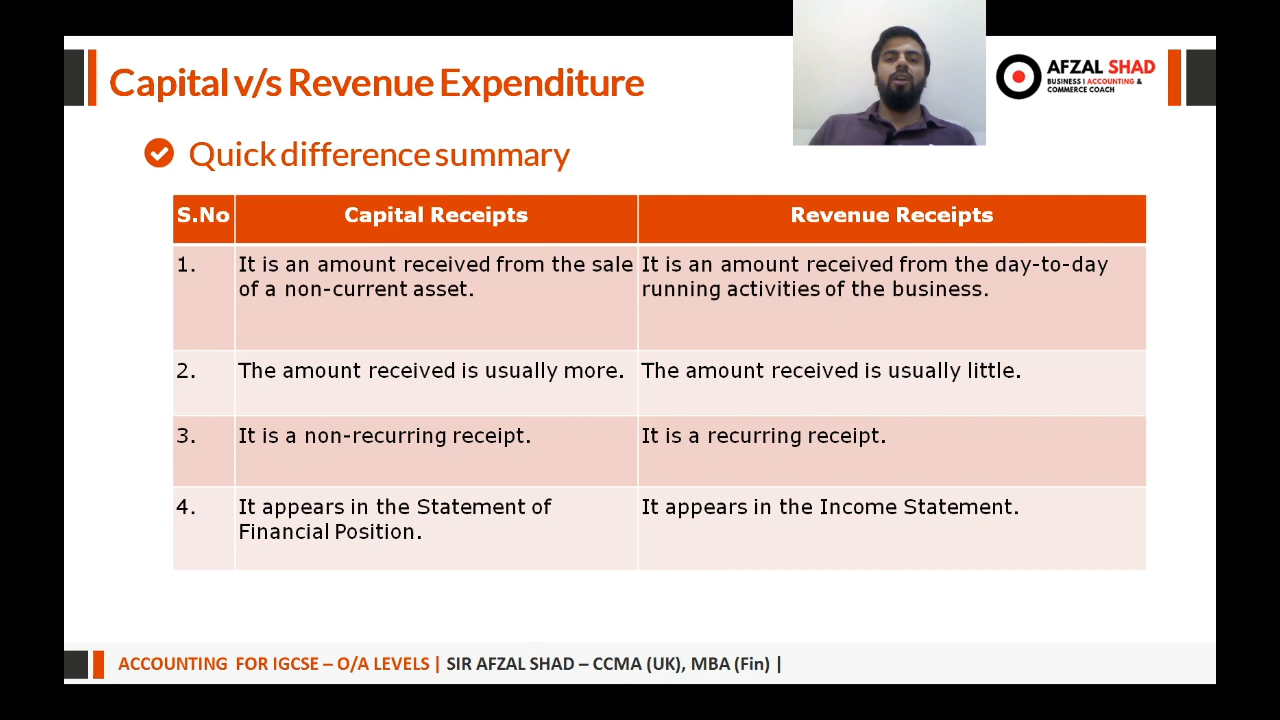 Capital v/s Revenue Expenditure
AFZAL SHAD
BUSINESS I ACCOUNTING &
COMMERCE COACH
Quick difference summary
S.No Capital Receipts Revenue Receipts
1. It is an amount received from the sale It is an amount received from the day-to-day
of a non-current asset. running activities of the business.
2. The amount received is usually more. The amount received is usually little.
3. It is a non-recurring receipt. It is a recurring receipt.
4. It appears in the Statement of It appears in the Income Statement.
Financial Position.
ACCOUNTING FOR IGCSE – O/A LEVELS | SIR AFZAL SHAD – CCMA (UK), MBA (Fin) |